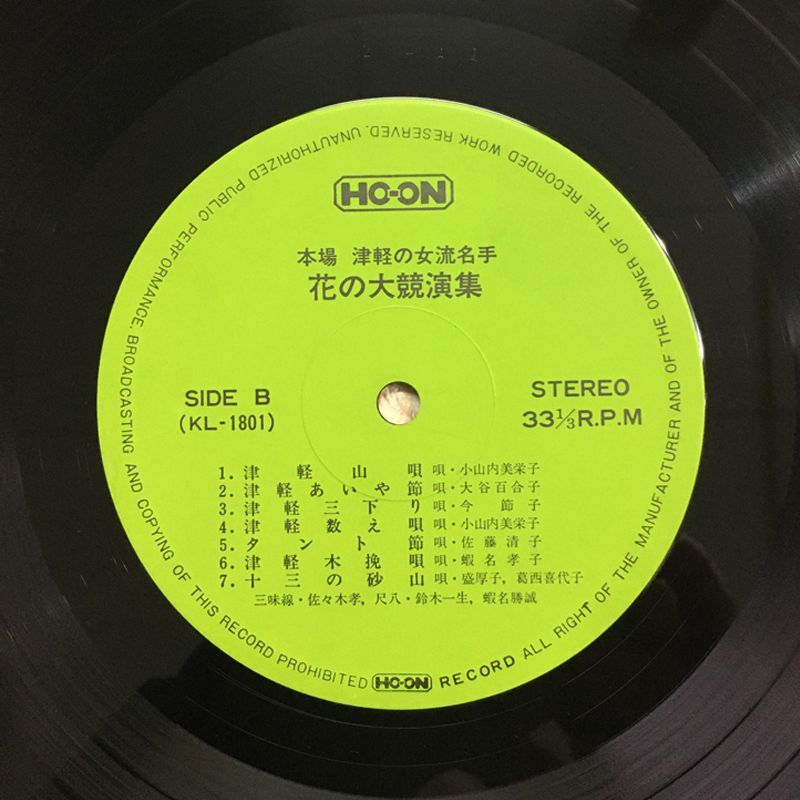 HO-ON
本場 津軽の女流名手
花の大競演集
SIDE B
(KL-1801)
STEREO
33⅓R.P.M
1. 津軽山唄 唄・小山内美栄子
2. 津軽あいや節 唄・大谷百合子
3. 津軽三下り 唄・今節子
4. 津軽数え唄 唄・小山内美栄子
5. タント節 唄・佐藤清子
6. 津軽木挽唄 唄・蝦名孝子
7. 十三の砂山 唄・盛厚子, 葛西喜代子
三味線・佐々木孝, 尺八・鈴木一生, 蝦名勝誠
HO-ON RECORD ALL RIGHT OF THE MANUFACTURER AND OF THE OWNER OF THE RECORDED WORK RESERVED. UNAUTHORIZED PUBLIC PERFORMANCE. BROADCASTING AND COPYING OF THIS RECORD PROHIBITED